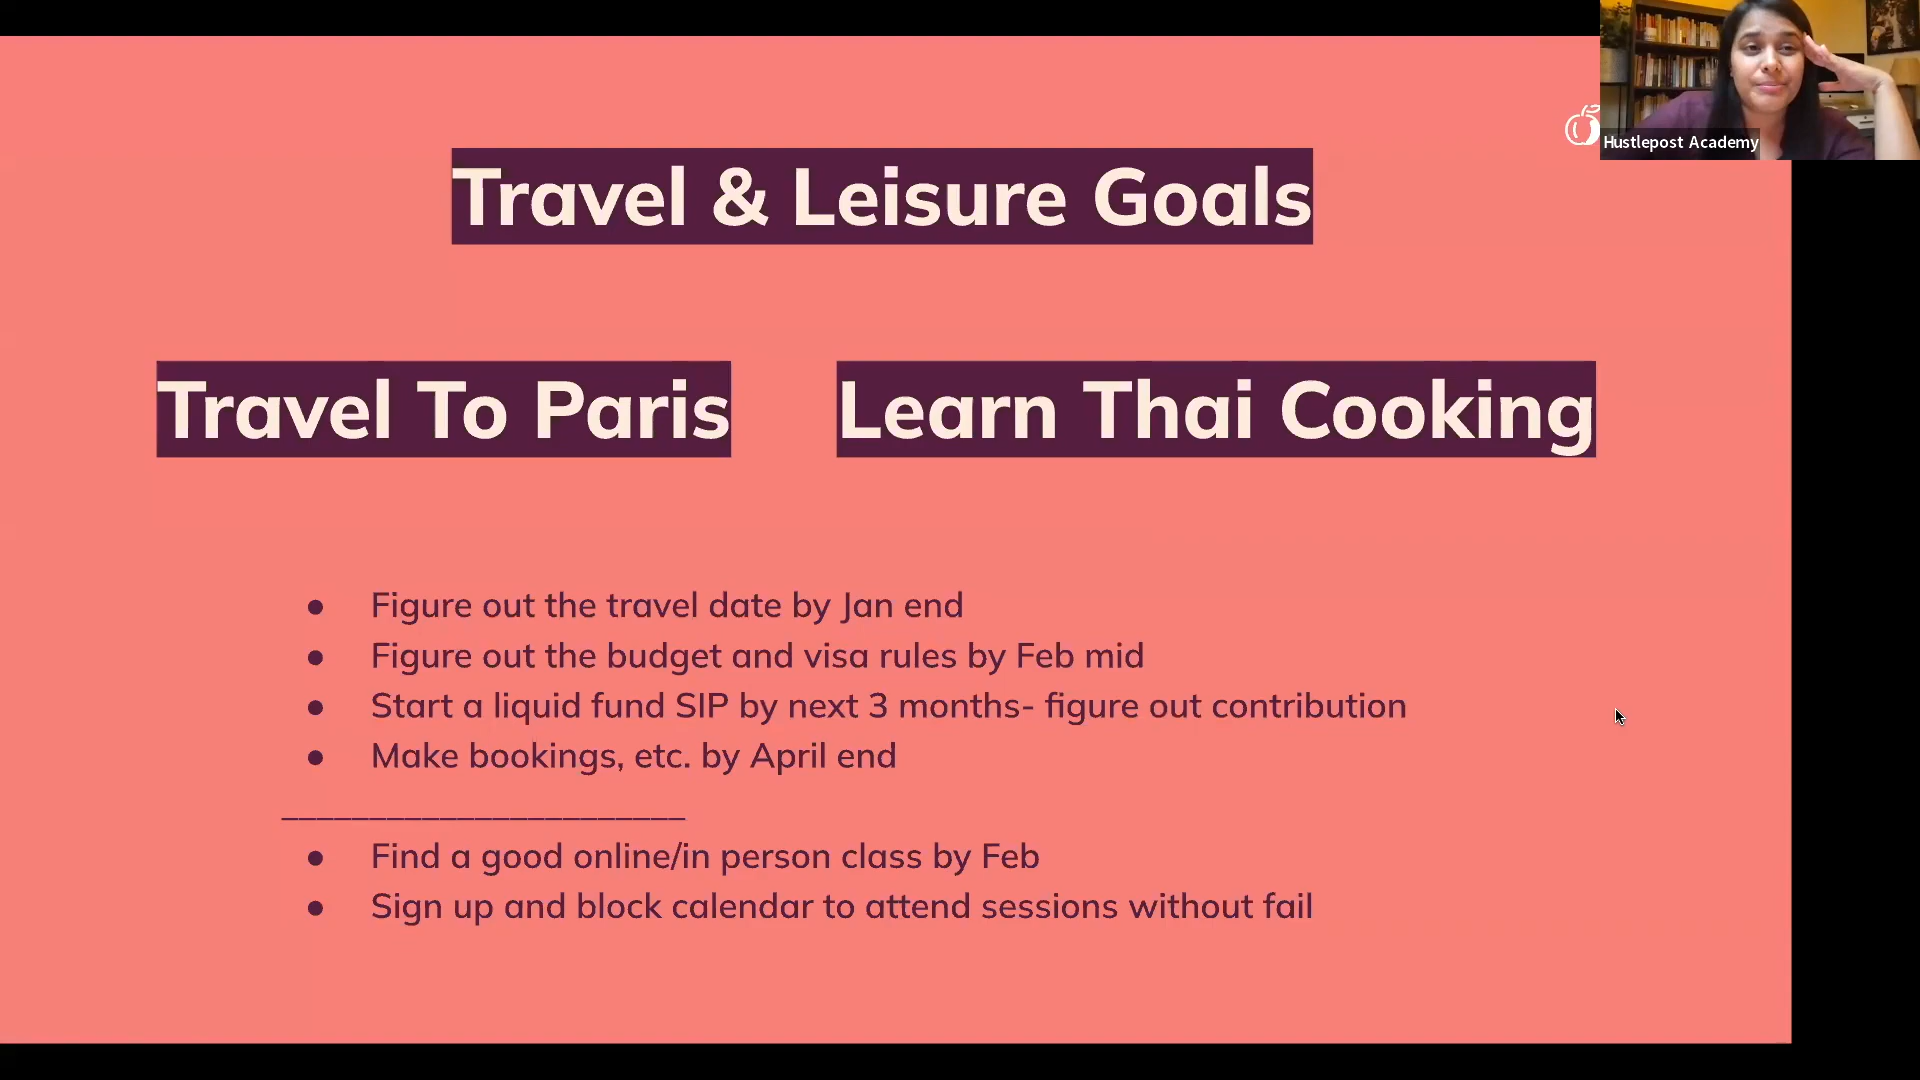 Travel & Leisure Goals
Hustlepost Academy
Travel To Paris
Learn Thai Cooking
● Figure out the travel date by Jan end
● Figure out the budget and visa rules by Feb mid
● Start a liquid fund SIP by next 3 months- figure out contribution
● Make bookings, etc. by April end
_______________________
● Find a good online/in person class by Feb
● Sign up and block calendar to attend sessions without fail